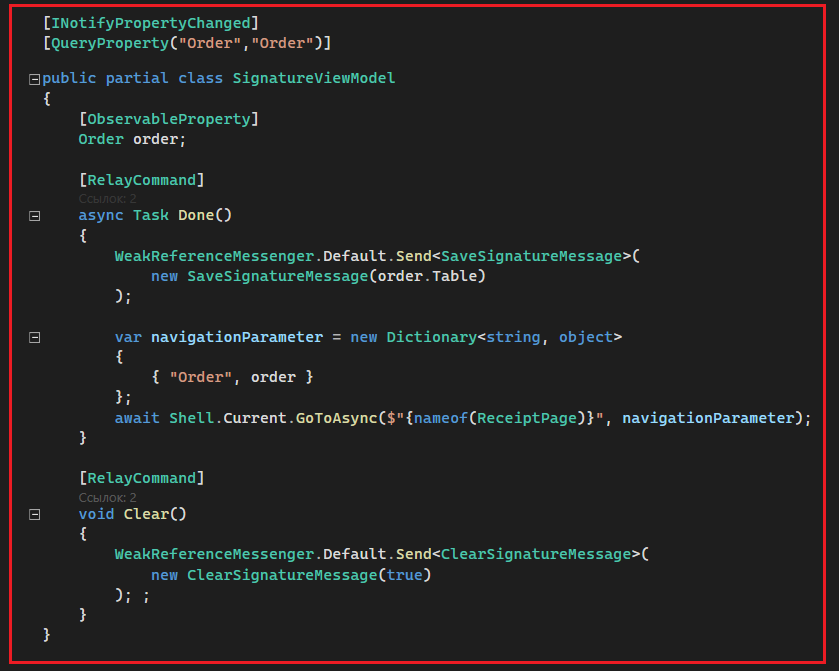 [INotifyPropertyChanged]
[QueryProperty("Order","Order")]
public partial class SignatureViewModel
{
[ObservableProperty]
Order order;
[RelayCommand]
Ссылок: 2
async Task Done()
{
WeakReferenceMessenger.Default.Send<SaveSignatureMessage>(
new SaveSignatureMessage(order.Table)
);
var navigationParameter = new Dictionary<string, object>
{
{ "Order", order }
};
await Shell.Current.GoToAsync($"{nameof(ReceiptPage)}", navigationParameter);
}
[RelayCommand]
Ссылок: 2
void Clear()
{
WeakReferenceMessenger.Default.Send<ClearSignatureMessage>(
new ClearSignatureMessage(true)
); ;
}
}